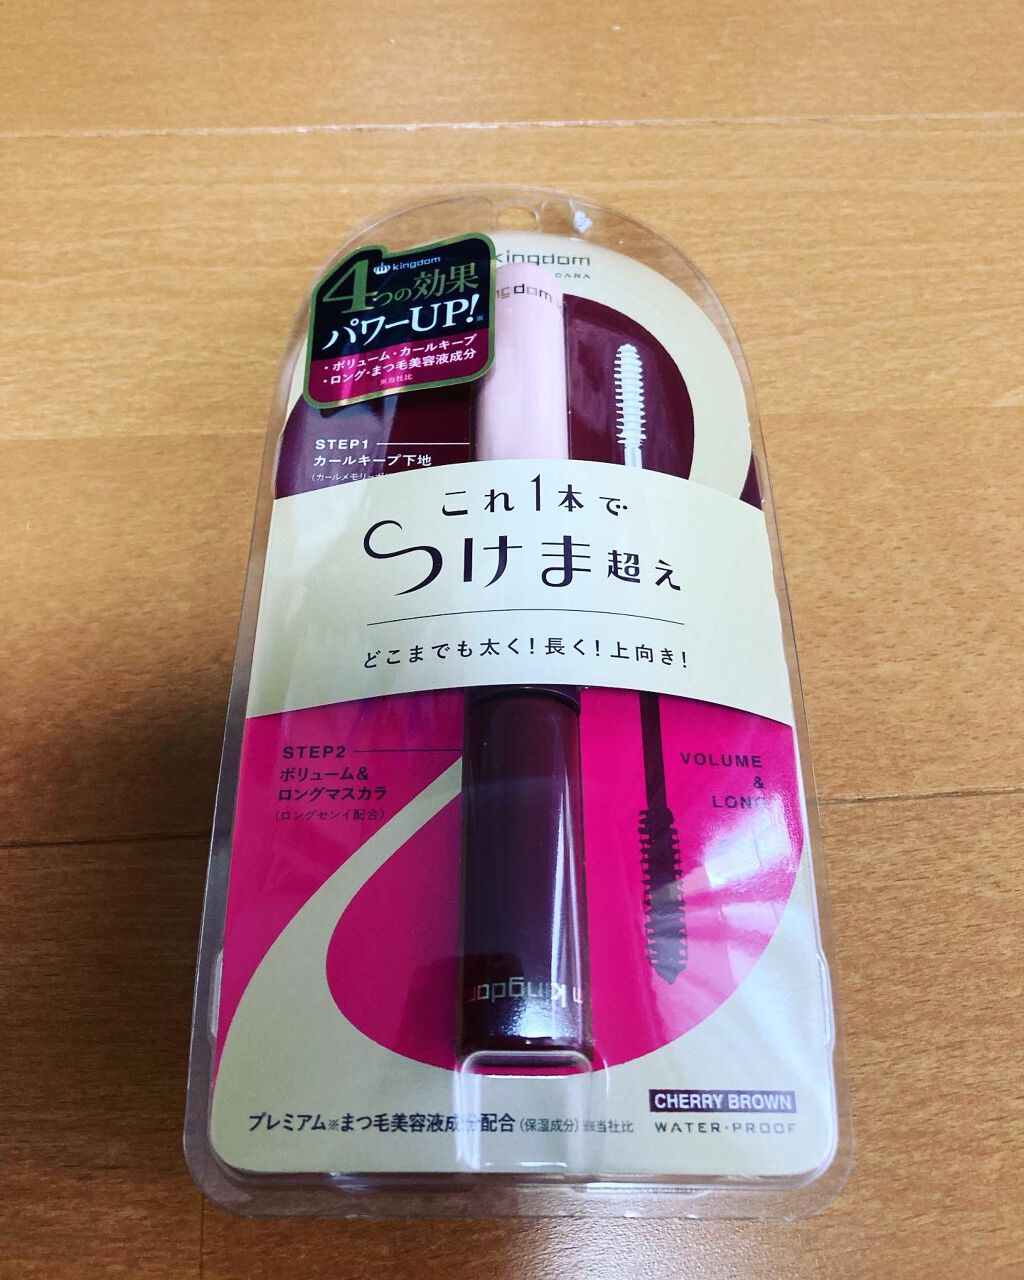 kingdom
CARA
kingdom
4つの効果
パワーUP!※
・ボリューム・カールキープ
・ロング・まつ毛美容液成分
※当社比
STEP1
カールキープ下地
これ1本で
つけま超え
どこまでも太く!長く!上向き!
STEP2
ボリューム&
ロングマスカラ
(ロングセンイ配合)
VOLUME
&
LONG
kingdom
CHERRY BROWN
WATER・PROOF
プレミアム※まつ毛美容液成分配合(保湿成分)※当社比